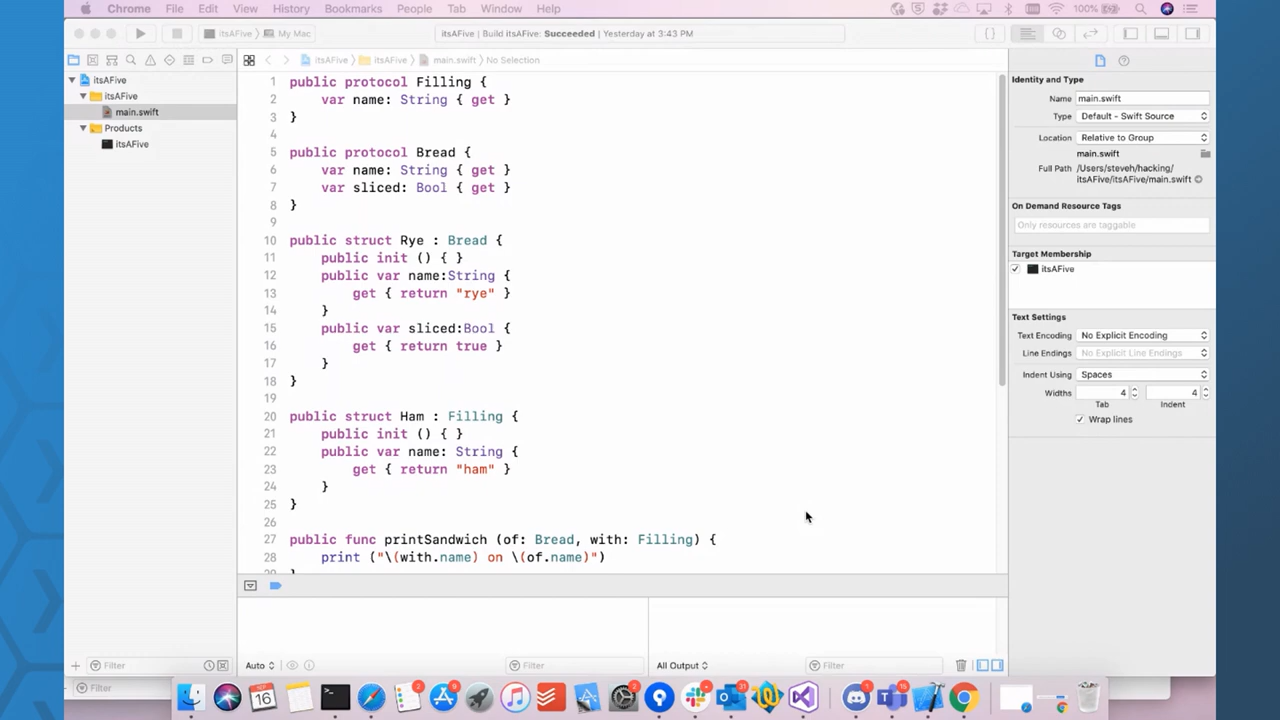 Chrome File Edit View History Bookmarks People Tab Window Help 100%
itsAFive My Mac itsAFive | Build itsAFive: Succeeded | Yesterday at 3:43 PM
itsAFive itsAFive main.swift No Selection
itsAFive
itsAFive
main.swift
Products
itsAFive
1 public protocol Filling {
2 var name: String { get }
3 }
4
5 public protocol Bread {
6 var name: String { get }
7 var sliced: Bool { get }
8 }
9
10 public struct Rye : Bread {
11 public init () { }
12 public var name:String {
13 get { return "rye" }
14 }
15 public var sliced:Bool {
16 get { return true }
17 }
18 }
19
20 public struct Ham : Filling {
21 public init () { }
22 public var name: String {
23 get { return "ham" }
24 }
25 }
26
27 public func printSandwich (of: Bread, with: Filling) {
28 print ("\(with.name) on \(of.name)")
29 }
Identity and Type
Name main.swift
Type Default - Swift Source
Location Relative to Group
main.swift
Full Path /Users/steveh/hacking/
itsAFive/itsAFive/main.swift
On Demand Resource Tags
Only resources are taggable
Target Membership
itsAFive
Text Settings
Text Encoding No Explicit Encoding
Line Endings No Explicit Line Endings
Indent Using Spaces
Widths 4 4
Tab Indent
Wrap lines
Filter Auto Filter All Output Filter
Filter
SEP
16